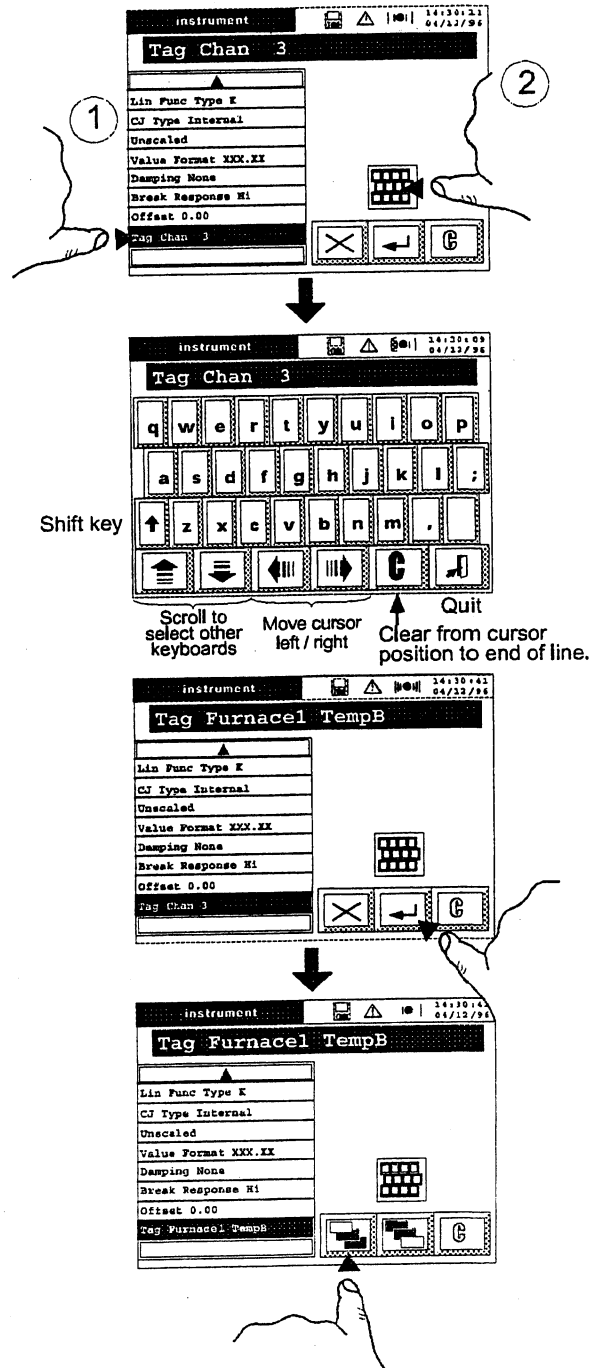 instrument
14:30:11
04/12/96
Tag Chan 3
1
2
Lin Func Type K
CJ Type Internal
Unscaled
Value Format XXX.XX
Damping None
Break Response Hi
Offset 0.00
Tag Chan 3
C
instrument
14:30:09
04/12/96
Tag Chan 3
q w e r t y u i o p
a s d f g h j k l ;
Shift key
z x c v b n m ,
C
Scroll to
select other
keyboards
Move cursor
left / right
Quit
Clear from cursor
position to end of line.
instrument
14:30:41
04/12/96
Tag Furnace1 TempB
Lin Func Type K
CJ Type Internal
Unscaled
Value Format XXX.XX
Damping None
Break Response Hi
Offset 0.00
Tag Chan 3
C
instrument
14:30:42
04/12/96
Tag Furnace1 TempB
Lin Func Type K
CJ Type Internal
Unscaled
Value Format XXX.XX
Damping None
Break Response Hi
Offset 0.00
Tag Furnace1 TempB
C